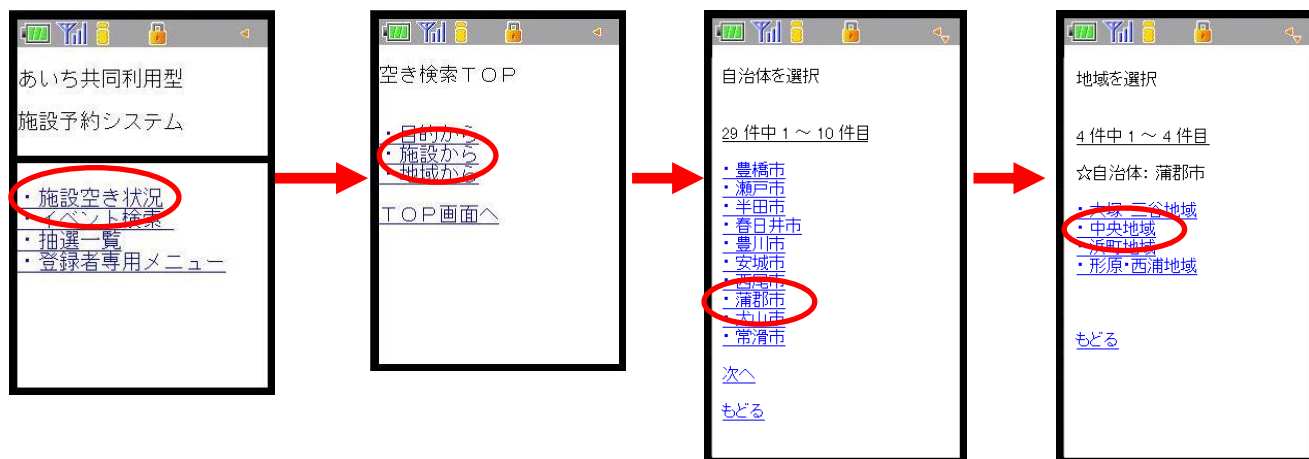 あいち共同利用型
施設予約システム
・施設空き状況
・イベント検索
・抽選一覧
・登録者専用メニュー
空き検索ＴＯＰ
・目的から
・施設から
・地域から
ＴＯＰ画面へ
自治体を選択
29 件中 1 ～ 10 件目
・豊橋市
・瀬戸市
・半田市
・春日井市
・豊川市
・安城市
・西尾市
・蒲郡市
・犬山市
・常滑市
次へ
もどる
地域を選択
4 件中 1 ～ 4 件目
☆自治体: 蒲郡市
・大塚・三谷地域
・中央地域
・浜町地域
・形原・西浦地域
もどる